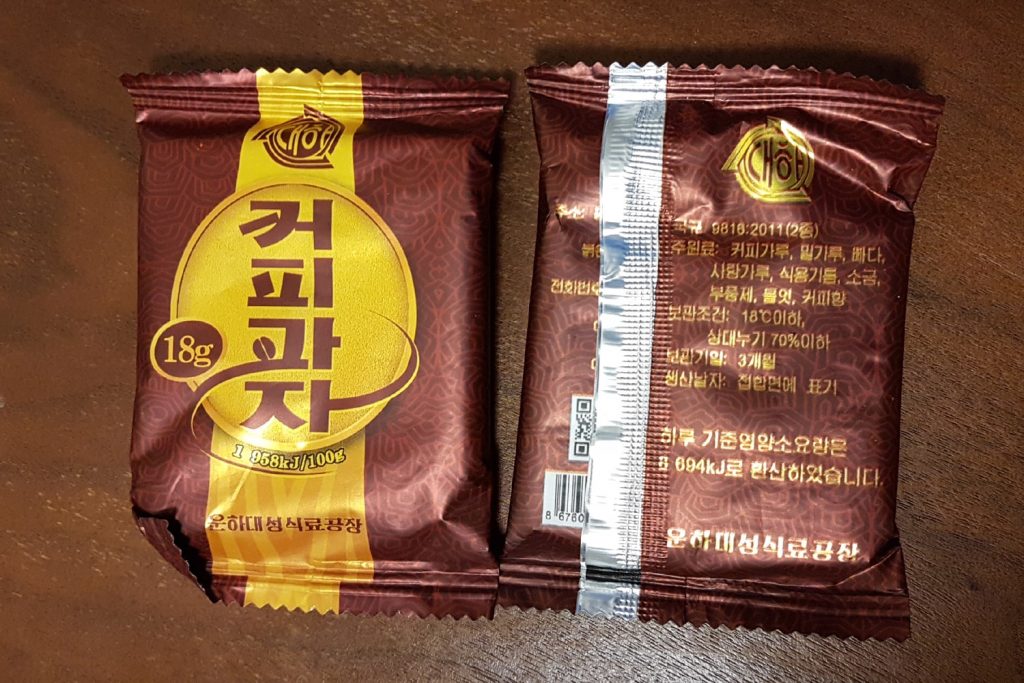 대하
커피과자
18g
1 958kJ/100g
운하대성식료공장
대하
국규 9816:2011(2종)
주원료: 커피가루, 밀가루, 빠다,
사탕가루, 식용기름, 소금,
부풍제, 물엿, 커피향
보관조건: 18℃이하,
상대누기 70%이하
보관기일: 3개월
생산날자: 접합면에 표기
하루 기준영양소요량은
8 694kJ로 환산하였습니다.
운하대성식료공장
전화번호